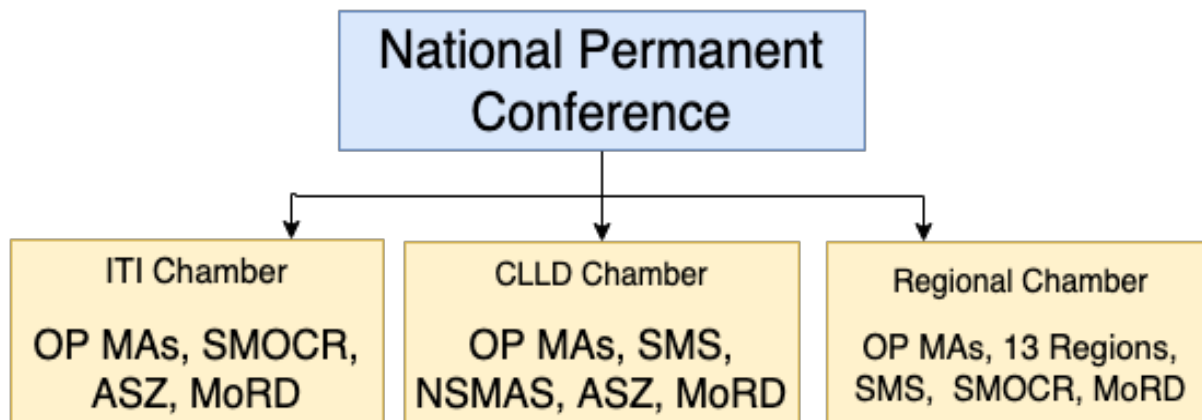 National Permanent
Conference
ITI Chamber
OP MAs, SMOCR,
ASZ, MoRD
CLLD Chamber
OP MAs, SMS,
NSMAS, ASZ, MoRD
Regional Chamber
OP MAs, 13 Regions,
SMS, SMOCR, MoRD